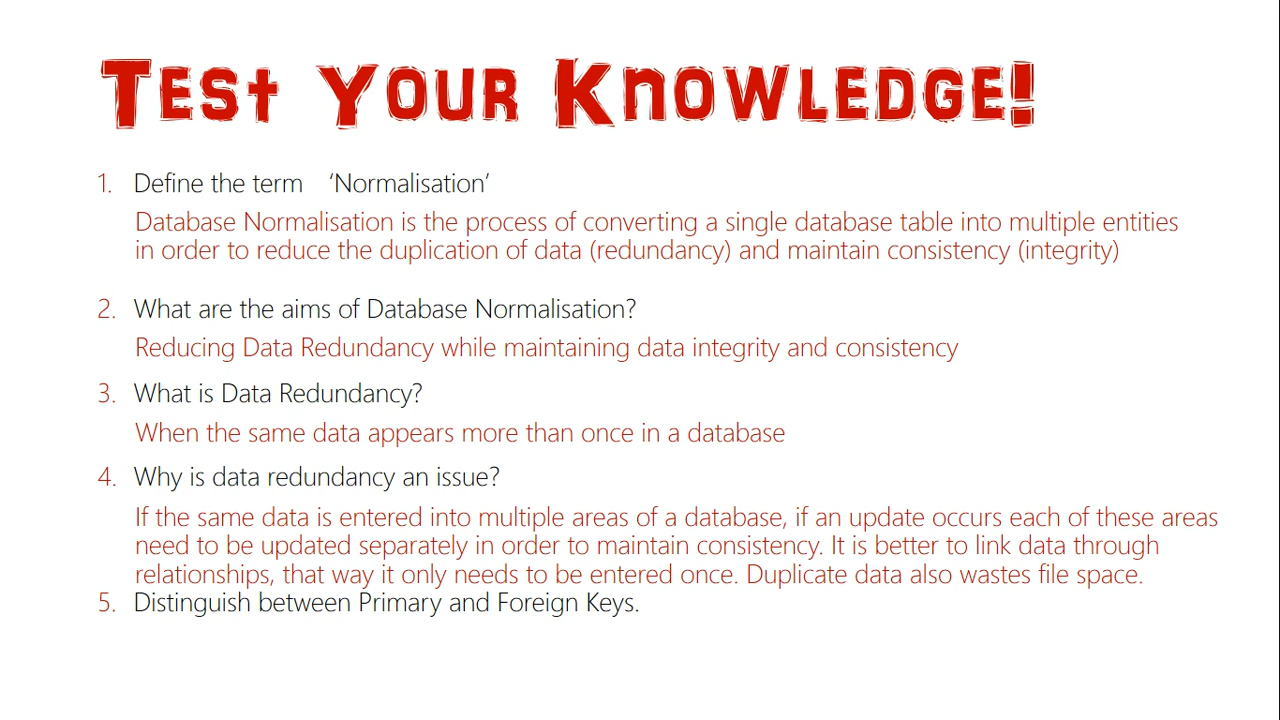 Test Your Knowledge!
1. Define the term ‘Normalisation’
Database Normalisation is the process of converting a single database table into multiple entities
in order to reduce the duplication of data (redundancy) and maintain consistency (integrity)
2. What are the aims of Database Normalisation?
Reducing Data Redundancy while maintaining data integrity and consistency
3. What is Data Redundancy?
When the same data appears more than once in a database
4. Why is data redundancy an issue?
If the same data is entered into multiple areas of a database, if an update occurs each of these areas
need to be updated separately in order to maintain consistency. It is better to link data through
relationships, that way it only needs to be entered once. Duplicate data also wastes file space.
5. Distinguish between Primary and Foreign Keys.